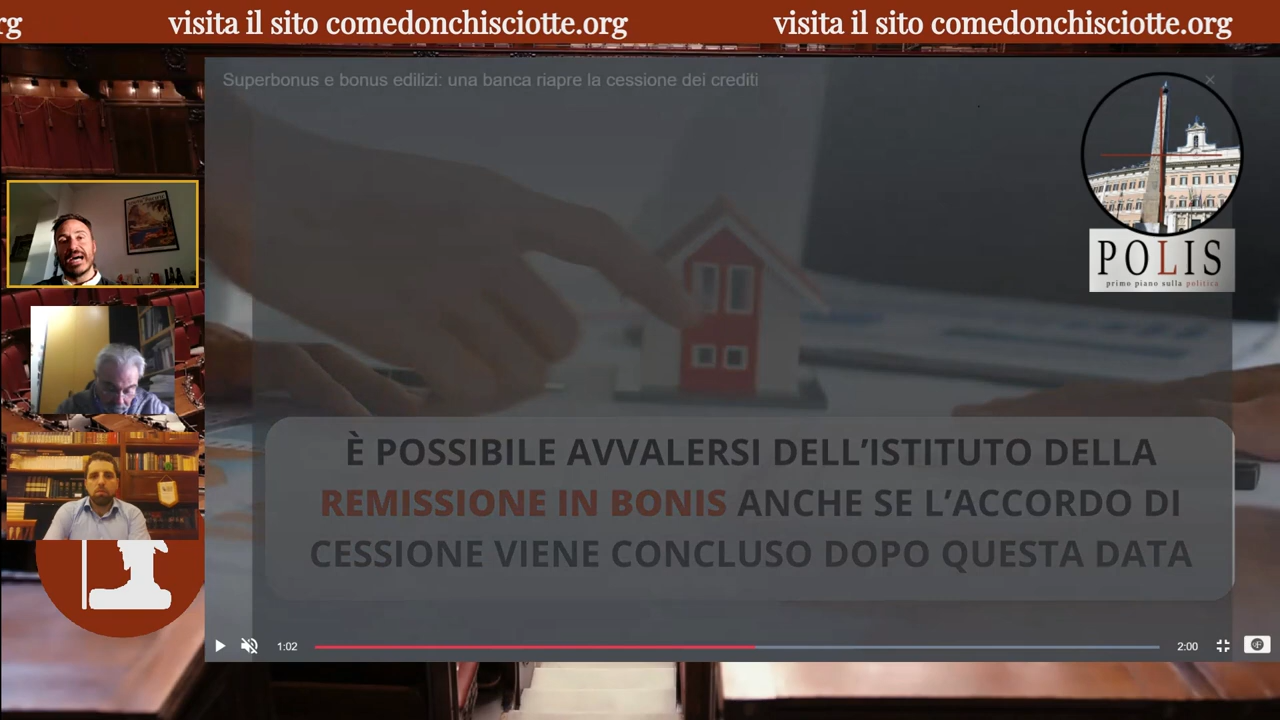 rg visita il sito comedonchisciotte.org visita il sito comedonchisciotte.org
Superbonus e bonus edilizi: una banca riapre la cessione dei crediti
POLIS
primo piano sulla politica
È POSSIBILE AVVALERSI DELL'ISTITUTO DELLA
REMISSIONE IN BONIS ANCHE SE L'ACCORDO DI
CESSIONE VIENE CONCLUSO DOPO QUESTA DATA
1:02
2:00